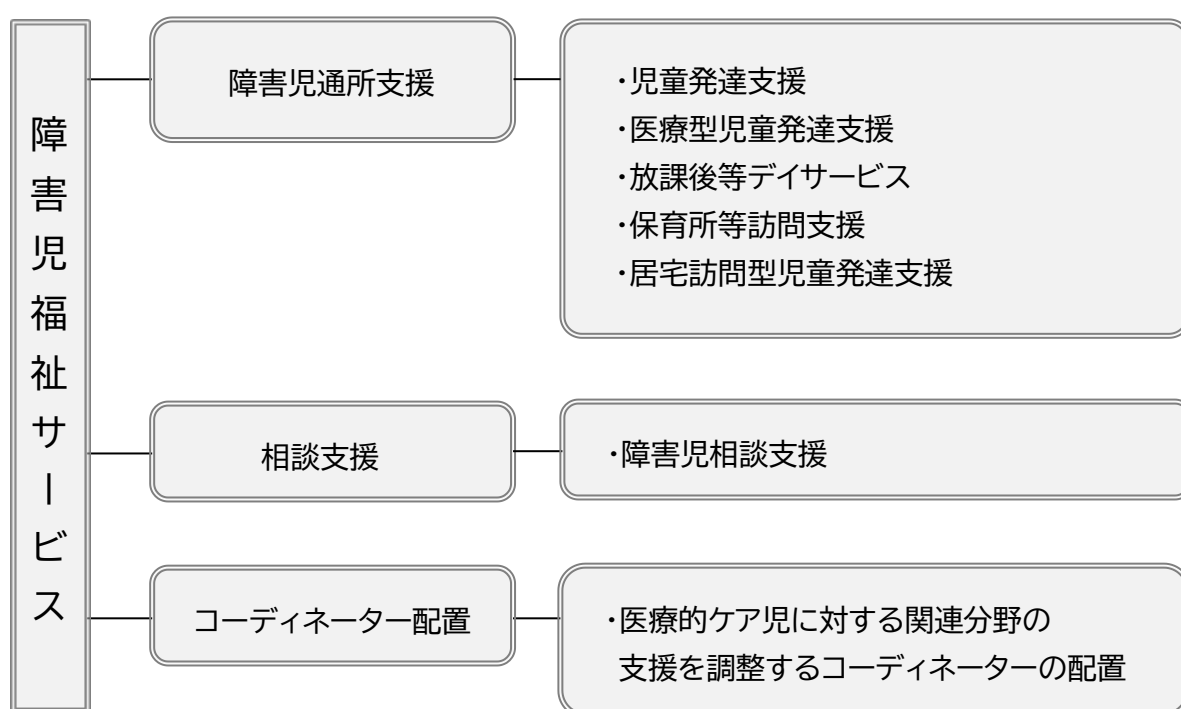 障害児福祉サービス
障害児通所支援
・児童発達支援
・医療型児童発達支援
・放課後等デイサービス
・保育所等訪問支援
・居宅訪問型児童発達支援
相談支援
・障害児相談支援
コーディネーター配置
・医療的ケア児に対する関連分野の
支援を調整するコーディネーターの配置